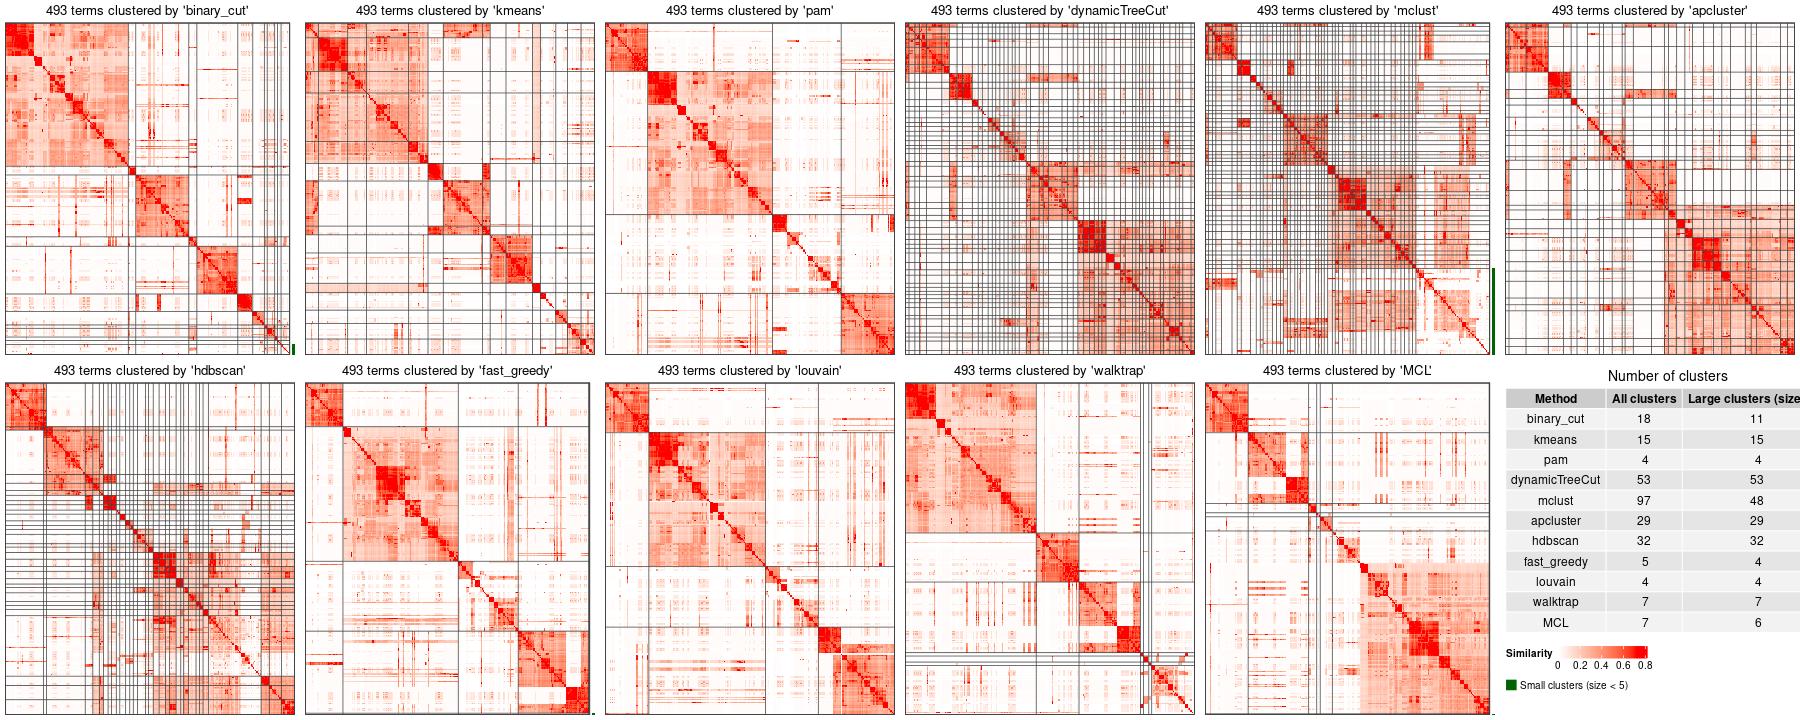 493 terms clustered by 'binary_cut'
493 terms clustered by 'kmeans'
493 terms clustered by 'pam'
493 terms clustered by 'dynamicTreeCut'
493 terms clustered by 'mclust'
493 terms clustered by 'apcluster'
493 terms clustered by 'hdbscan'
493 terms clustered by 'fast_greedy'
493 terms clustered by 'louvain'
493 terms clustered by 'walktrap'
493 terms clustered by 'MCL'
Number of clusters
Method All clusters Large clusters (size
binary_cut 18 11
kmeans 15 15
pam 4 4
dynamicTreeCut 53 53
mclust 97 48
apcluster 29 29
hdbscan 32 32
fast_greedy 5 4
louvain 4 4
walktrap 7 7
MCL 7 6
Similarity
0 0.2 0.4 0.6 0.8
Small clusters (size < 5)